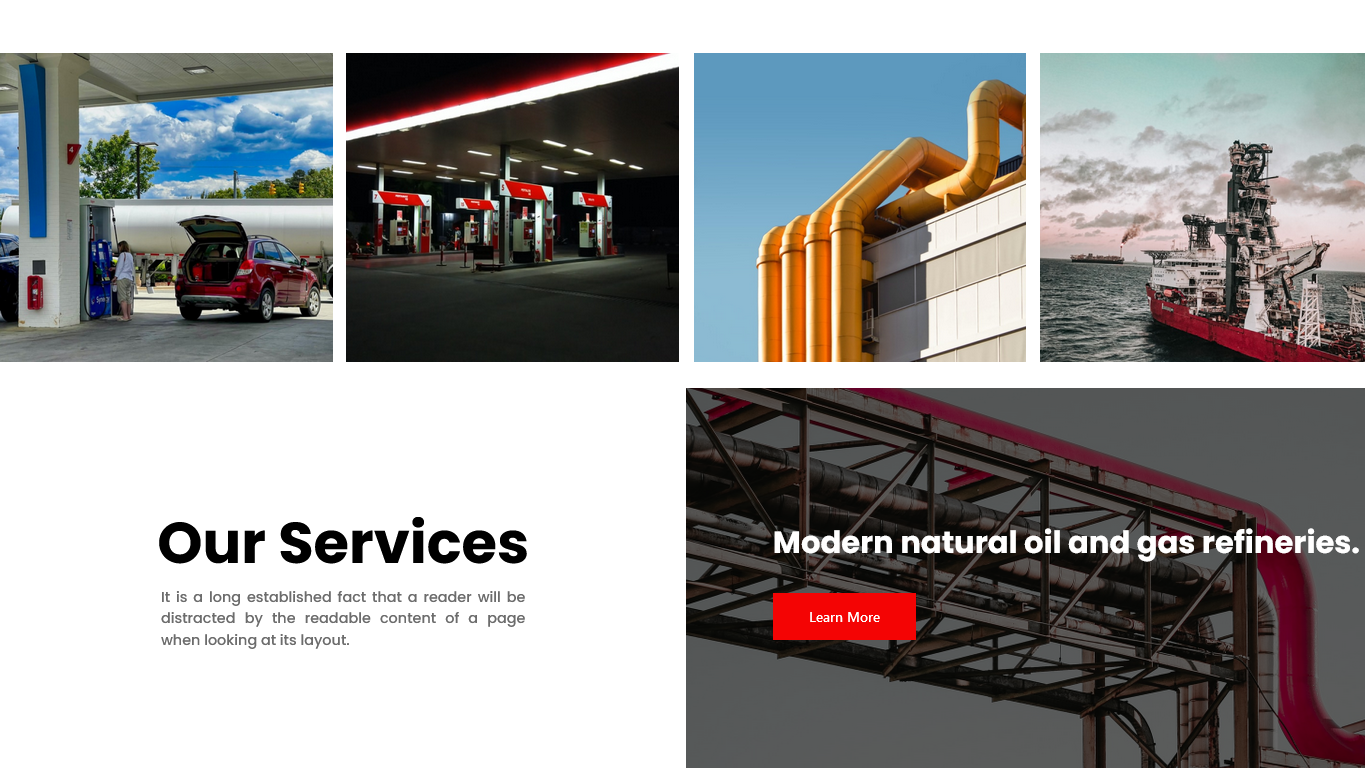 4
Our Services
It is a long established fact that a reader will be
distracted by the readable content of a page
when looking at its layout.
Modern natural oil and gas refineries.
Learn More